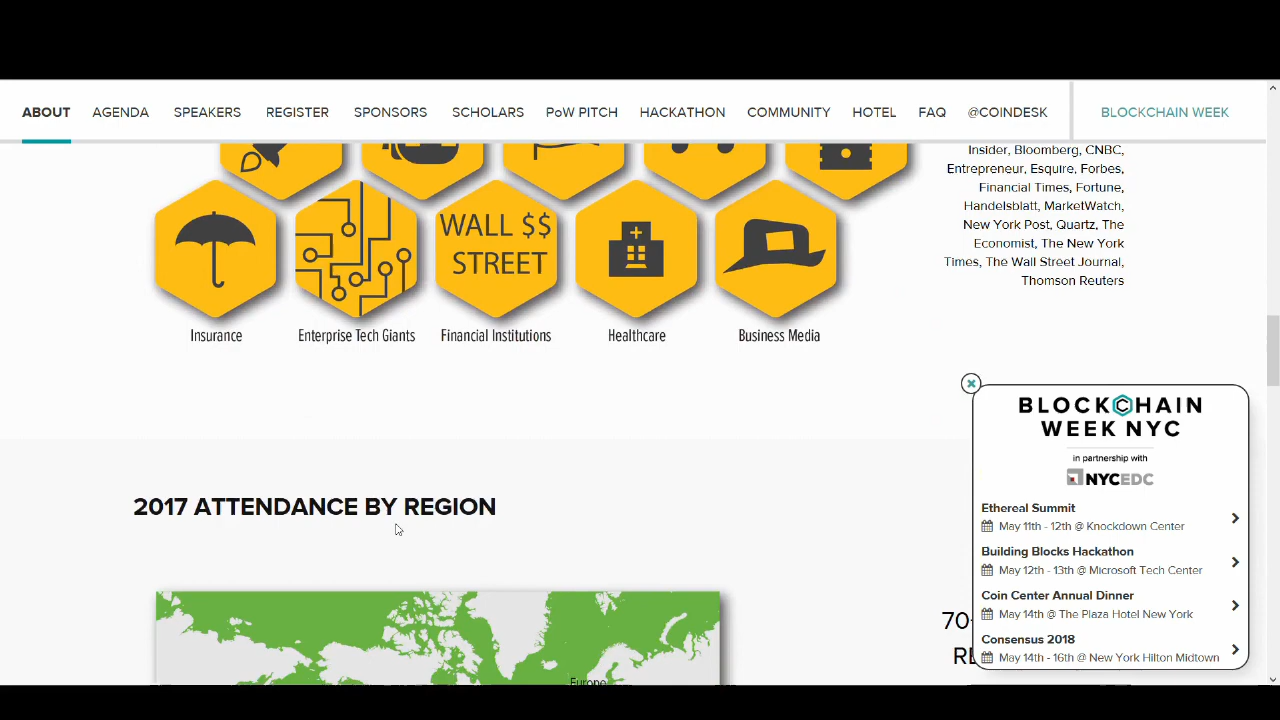 ABOUT AGENDA SPEAKERS REGISTER SPONSORS SCHOLARS PoW PITCH HACKATHON COMMUNITY HOTEL FAQ @COINDESK BLOCKCHAIN WEEK
Insider, Bloomberg, CNBC,
Entrepreneur, Esquire, Forbes,
Financial Times, Fortune,
Handelsblatt, MarketWatch,
New York Post, Quartz, The
Economist, The New York
Times, The Wall Street Journal,
Thomson Reuters
WALL $$
STREET
Insurance Enterprise Tech Giants Financial Institutions Healthcare Business Media
2017 ATTENDANCE BY REGION
Europe
70
RE
BLOCKCHAIN
WEEK NYC
in partnership with
NYCEDC
Ethereal Summit
May 11th - 12th @ Knockdown Center
Building Blocks Hackathon
May 12th - 13th @ Microsoft Tech Center
Coin Center Annual Dinner
May 14th @ The Plaza Hotel New York
Consensus 2018
May 14th - 16th @ New York Hilton Midtown